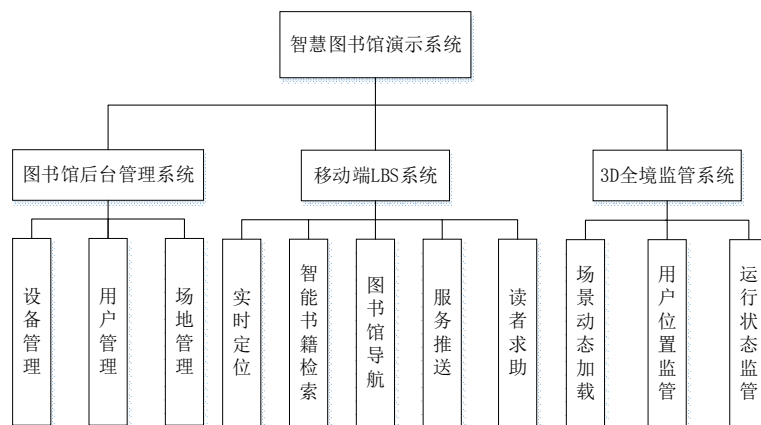 智慧图书馆演示系统
图书馆后台管理系统
移动端LBS系统
3D全境监管系统
设备管理
用户管理
场地管理
实时定位
智能书籍检索
图书馆导航
服务推送
读者求助
场景动态加载
用户位置监管
运行状态监管